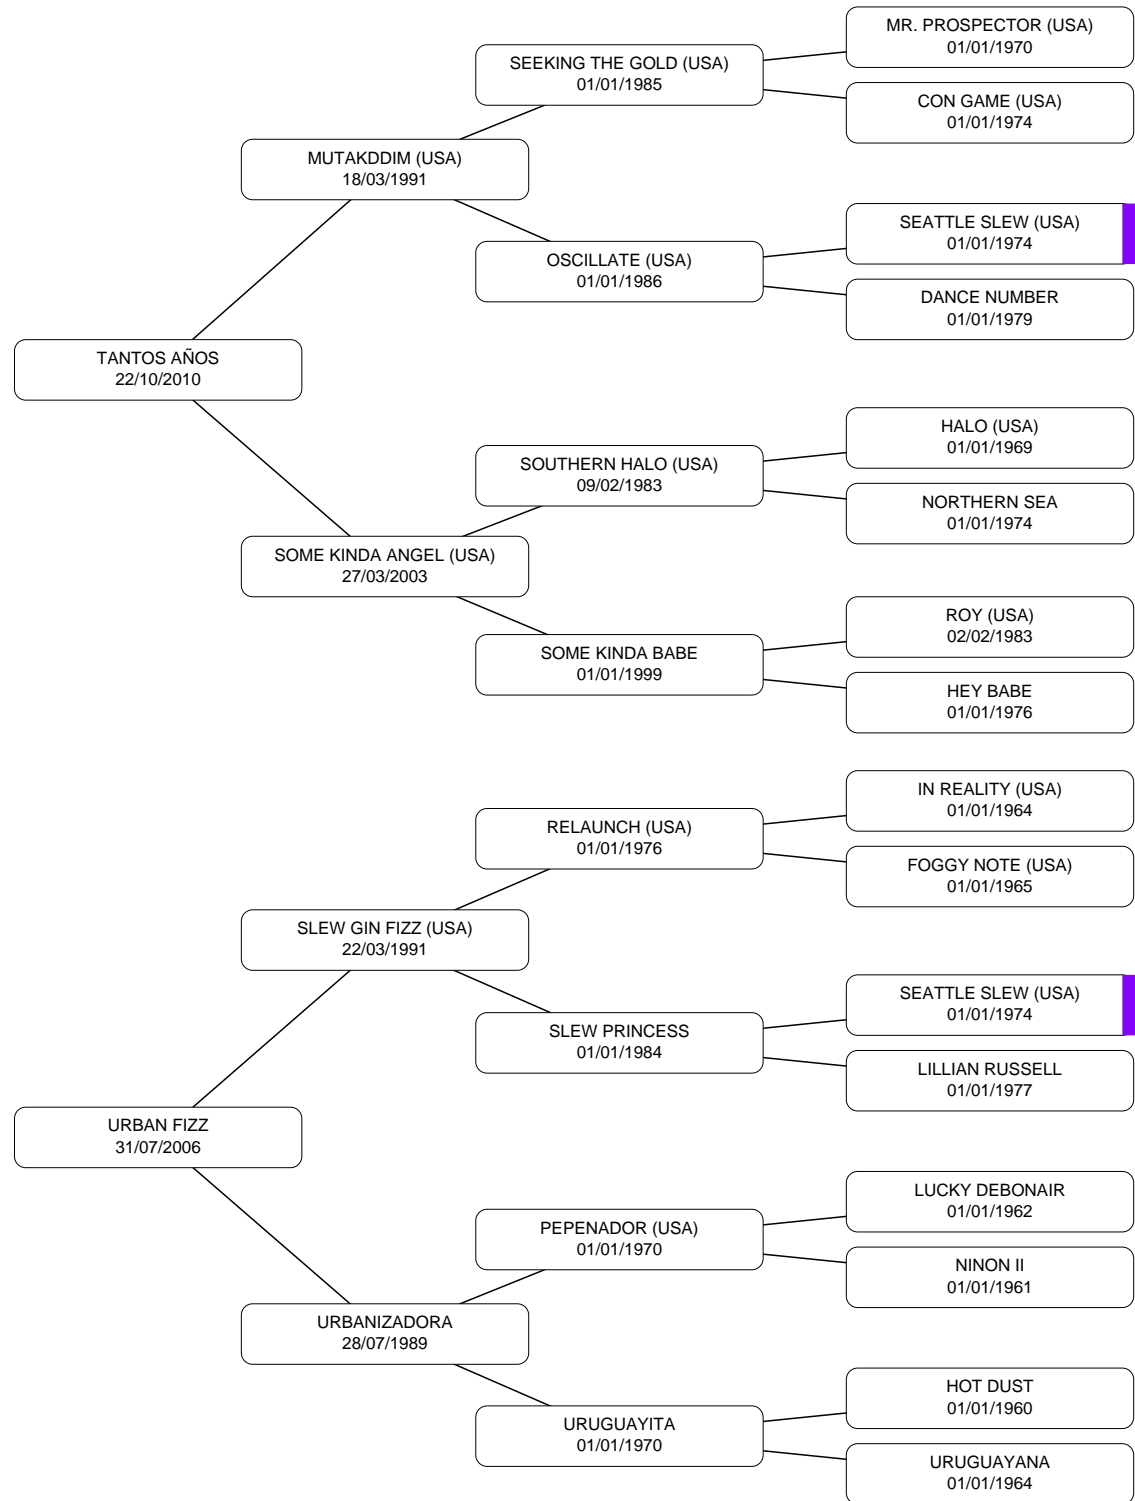 MR. PROSPECTOR (USA)
01/01/1970
SEEKING THE GOLD (USA)
01/01/1985
CON GAME (USA)
01/01/1974
MUTAKDDIM (USA)
18/03/1991
SEATTLE SLEW (USA)
01/01/1974
OSCILLATE (USA)
01/01/1986
DANCE NUMBER
01/01/1979
TANTOS AÑOS
22/10/2010
HALO (USA)
01/01/1969
SOUTHERN HALO (USA)
09/02/1983
NORTHERN SEA
01/01/1974
SOME KINDA ANGEL (USA)
27/03/2003
ROY (USA)
02/02/1983
SOME KINDA BABE
01/01/1999
HEY BABE
01/01/1976
IN REALITY (USA)
01/01/1964
RELAUNCH (USA)
01/01/1976
FOGGY NOTE (USA)
01/01/1965
SLEW GIN FIZZ (USA)
22/03/1991
SEATTLE SLEW (USA)
01/01/1974
SLEW PRINCESS
01/01/1984
LILLIAN RUSSELL
01/01/1977
URBAN FIZZ
31/07/2006
LUCKY DEBONAIR
01/01/1962
PEPENADOR (USA)
01/01/1970
NINON II
01/01/1961
URBANIZADORA
28/07/1989
HOT DUST
01/01/1960
URUGUAYITA
01/01/1970
URUGUAYANA
01/01/1964